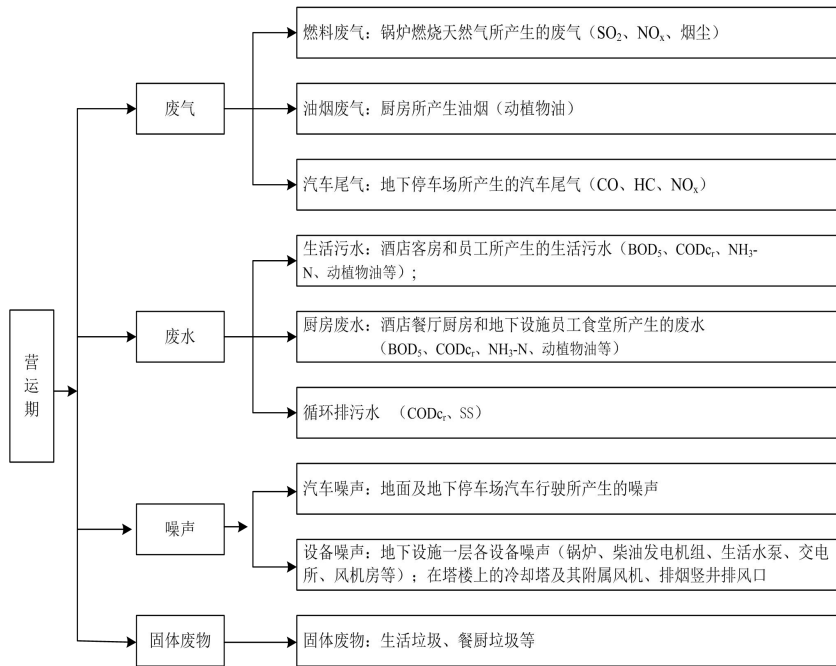 燃料废气：锅炉燃烧天然气所产生的废气（SO₂、NOₓ、烟尘）
废气
油烟废气：厨房所产生油烟（动植物油）
汽车尾气：地下停车场所产生的汽车尾气（CO、HC、NOₓ）
生活污水：酒店客房和员工所产生的生活污水（BOD₅、CODcᵣ、NH₃-
N、动植物油等）;
营运期
废水
厨房废水：酒店餐厅厨房和地下设施员工食堂所产生的废水
（BOD₅、CODcᵣ、NH₃-N、动植物油等）
循环排污水 （CODcᵣ、SS）
汽车噪声：地面及地下停车场汽车行驶所产生的噪声
噪声
设备噪声：地下设施一层各设备噪声（锅炉、柴油发电机组、生活水泵、交电
所、风机房等）；在塔楼上的冷却塔及其附属风机、排烟竖井排风口
固体废物
固体废物：生活垃圾、餐厨垃圾等